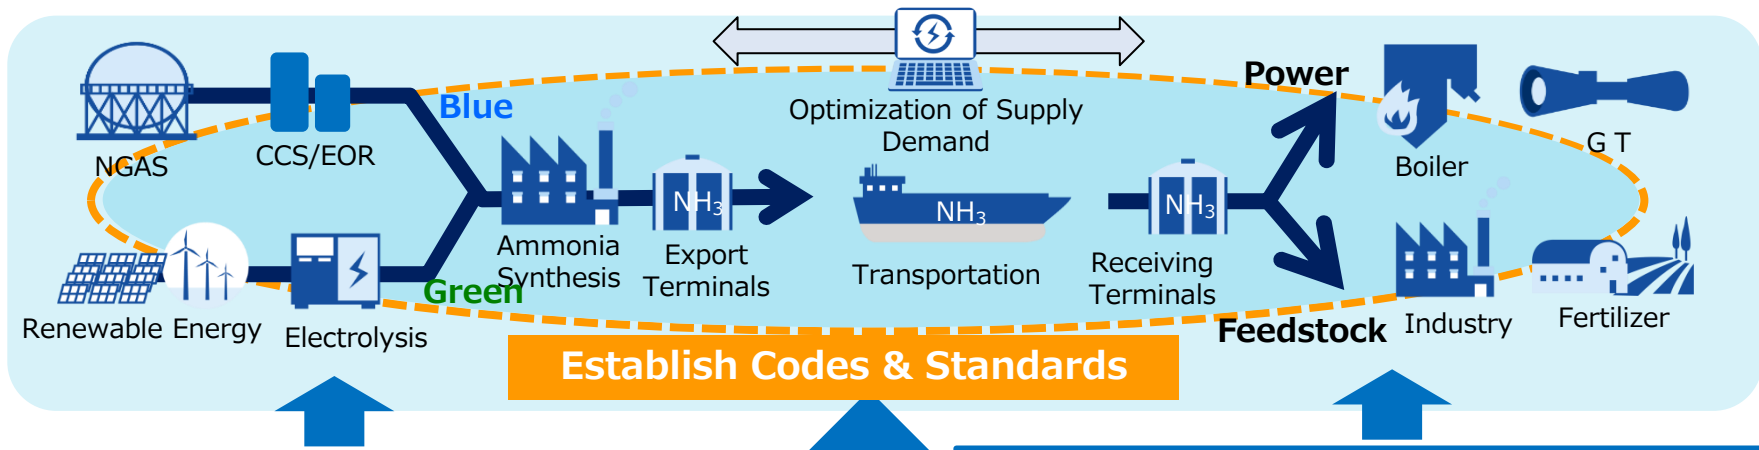 NGAS
CCS/EOR
Blue
Renewable Energy
Electrolysis
Green
Ammonia
Synthesis
NH3
Export
Terminals
Optimization of Supply
Demand
NH3
Transportation
NH3
Receiving
Terminals
Power
Boiler
G T
Feedstock
Industry
Fertilizer
Establish Codes & Standards